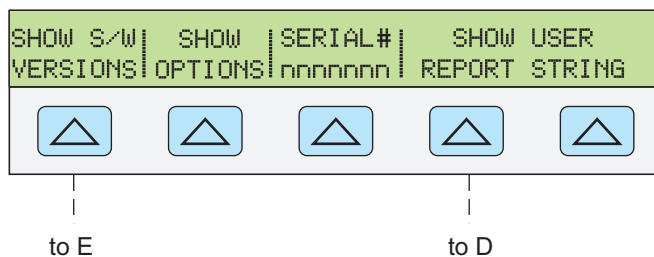 SHOW S/W SHOW SERIAL# SHOW USER
VERSIONS OPTIONS nnnnnnn REPORT STRING
to E to D